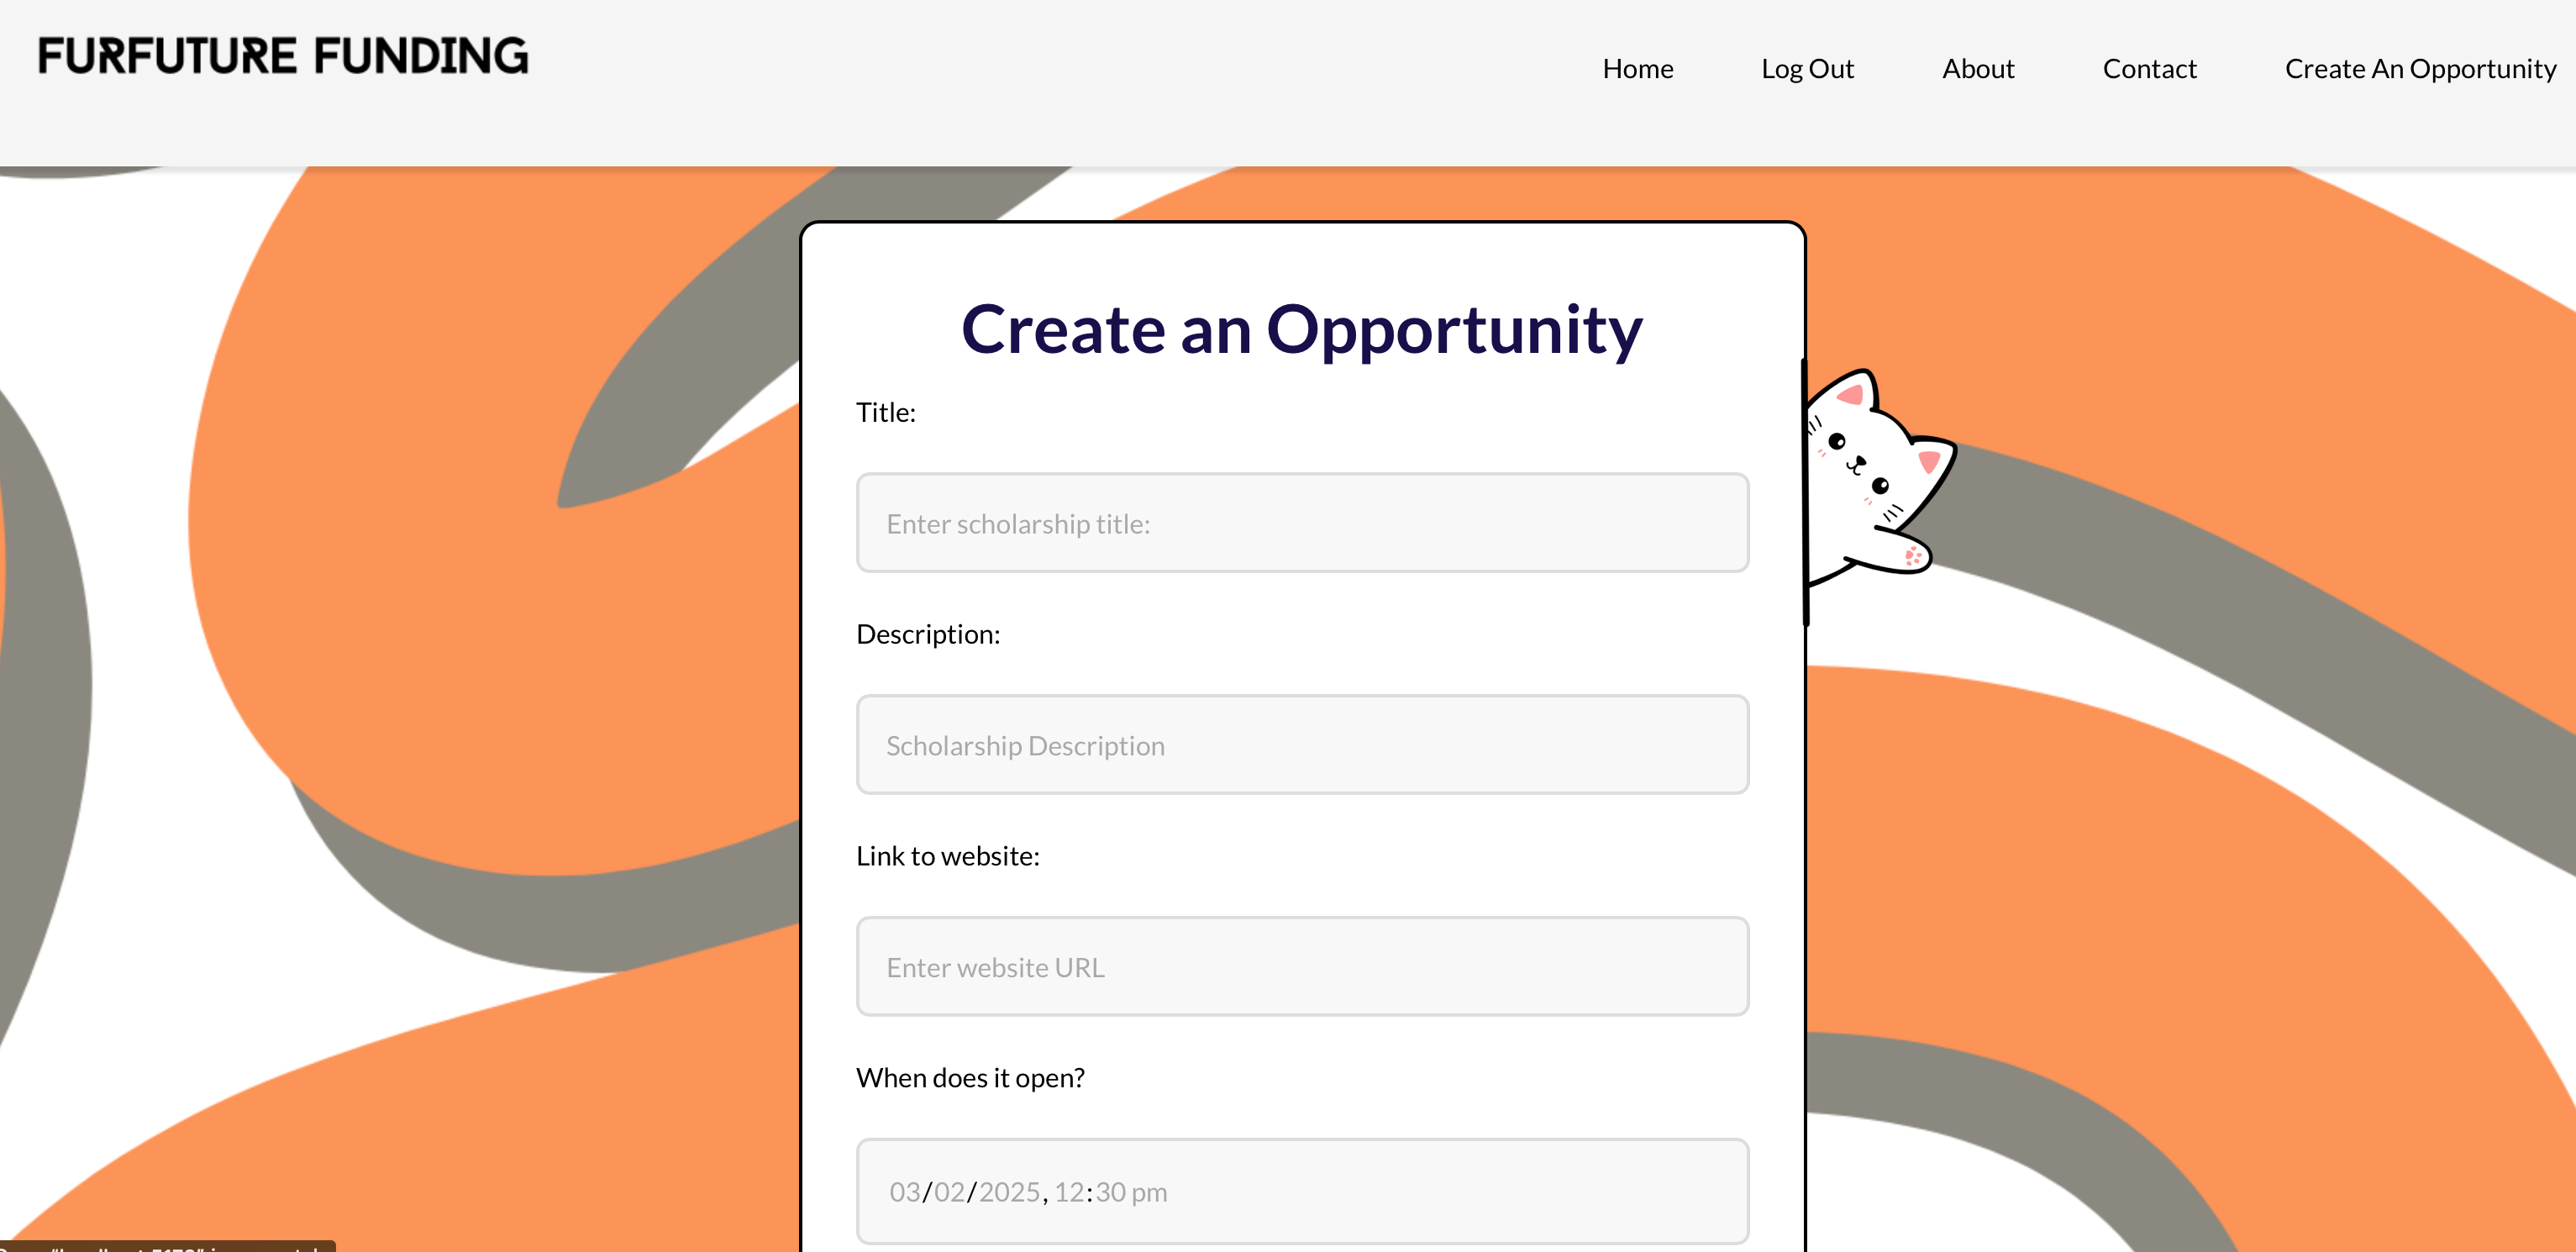 FURFUTURE FUNDING
Home Log Out About Contact Create An Opportunity
Create an Opportunity
Title:
Enter scholarship title:
Description:
Scholarship Description
Link to website:
Enter website URL
When does it open?
03/02/2025, 12:30 pm